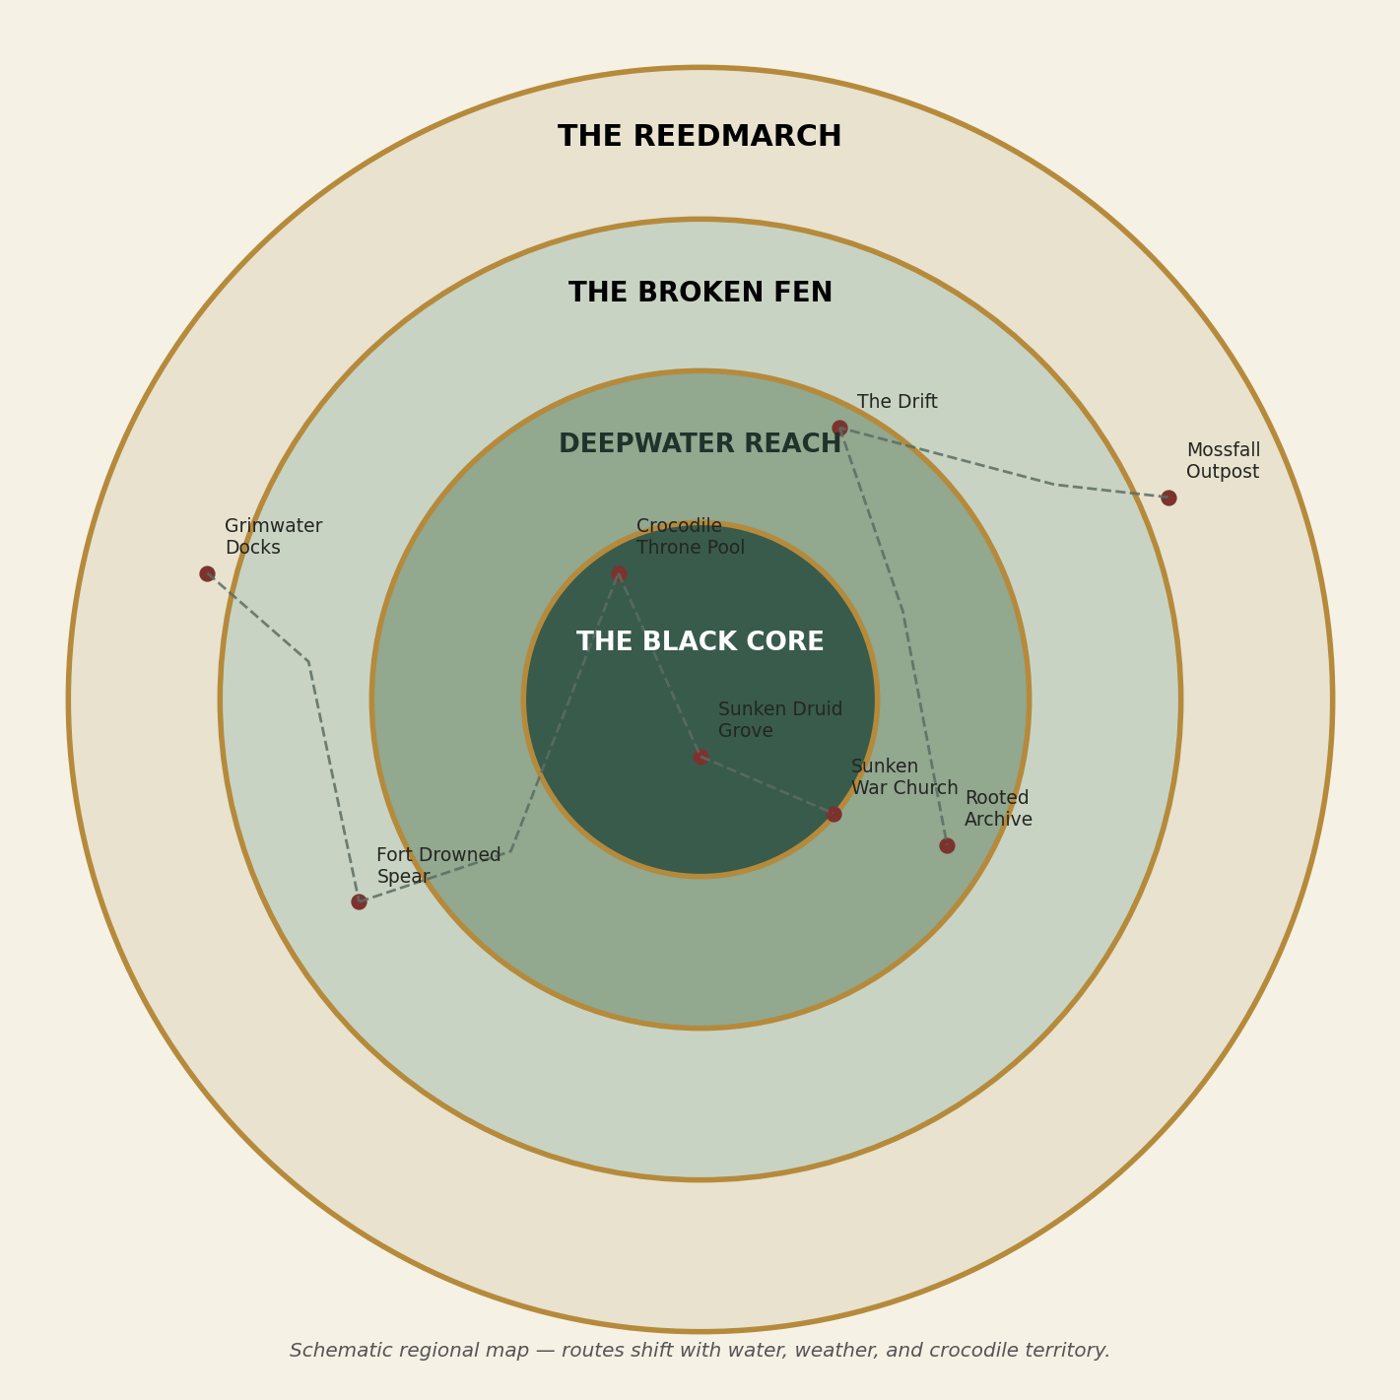 THE REEDMARCH
THE BROKEN FEN
The Drift
DEEPWATER REACH
Mossfall
Outpost
Grimwater
Docks
Crocodile
Throne Pool
THE BLACK CORE
Sunken Druid
Grove
Sunken
War Church
Rooted
Archive
Fort Drowned
Spear
Schematic regional map — routes shift with water, weather, and crocodile territory.